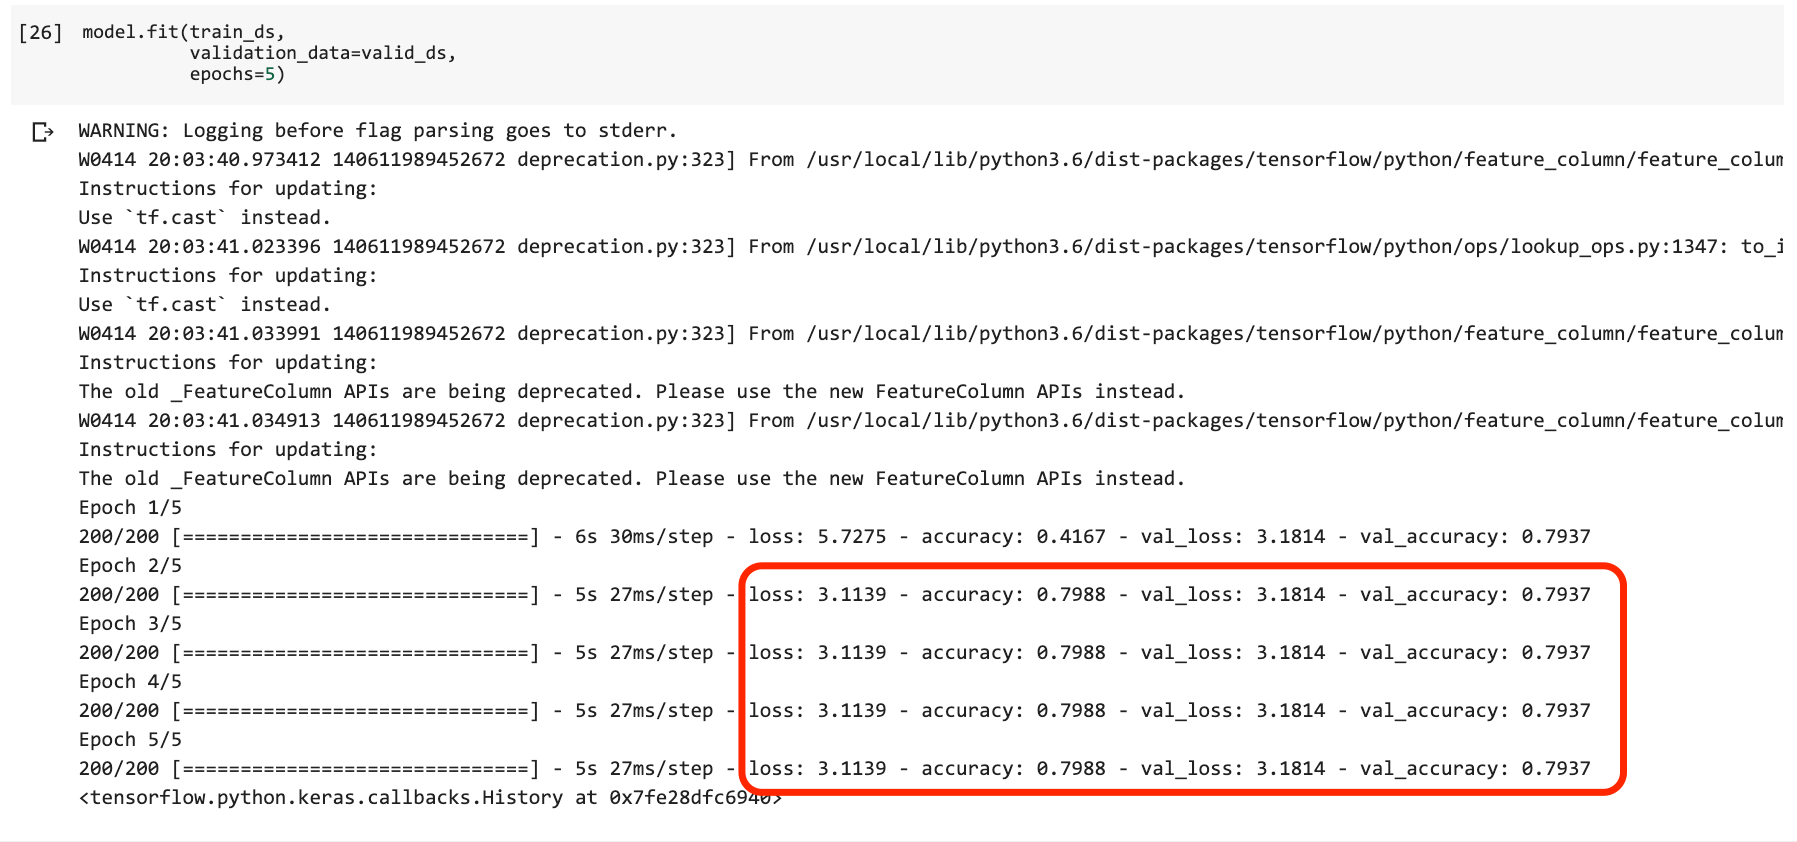 [26] model.fit(train_ds,
validation_data=valid_ds,
epochs=5)
WARNING: Logging before flag parsing goes to stderr.
W0414 20:03:40.973412 140611989452672 deprecation.py:323] From /usr/local/lib/python3.6/dist-packages/tensorflow/python/feature_column/feature_colum
Instructions for updating:
Use `tf.cast` instead.
W0414 20:03:41.023396 140611989452672 deprecation.py:323] From /usr/local/lib/python3.6/dist-packages/tensorflow/python/ops/lookup_ops.py:1347: to_i
Instructions for updating:
Use `tf.cast` instead.
W0414 20:03:41.033991 140611989452672 deprecation.py:323] From /usr/local/lib/python3.6/dist-packages/tensorflow/python/feature_column/feature_colum
Instructions for updating:
The old _FeatureColumn APIs are being deprecated. Please use the new FeatureColumn APIs instead.
W0414 20:03:41.034913 140611989452672 deprecation.py:323] From /usr/local/lib/python3.6/dist-packages/tensorflow/python/feature_column/feature_colum
Instructions for updating:
The old _FeatureColumn APIs are being deprecated. Please use the new FeatureColumn APIs instead.
Epoch 1/5
200/200 [==============================] - 6s 30ms/step - loss: 5.7275 - accuracy: 0.4167 - val_loss: 3.1814 - val_accuracy: 0.7937
Epoch 2/5
200/200 [==============================] - 5s 27ms/step - loss: 3.1139 - accuracy: 0.7988 - val_loss: 3.1814 - val_accuracy: 0.7937
Epoch 3/5
200/200 [==============================] - 5s 27ms/step - loss: 3.1139 - accuracy: 0.7988 - val_loss: 3.1814 - val_accuracy: 0.7937
Epoch 4/5
200/200 [==============================] - 5s 27ms/step - loss: 3.1139 - accuracy: 0.7988 - val_loss: 3.1814 - val_accuracy: 0.7937
Epoch 5/5
200/200 [==============================] - 5s 27ms/step - loss: 3.1139 - accuracy: 0.7988 - val_loss: 3.1814 - val_accuracy: 0.7937
<tensorflow.python.keras.callbacks.History at 0x7fe28dfc6940>